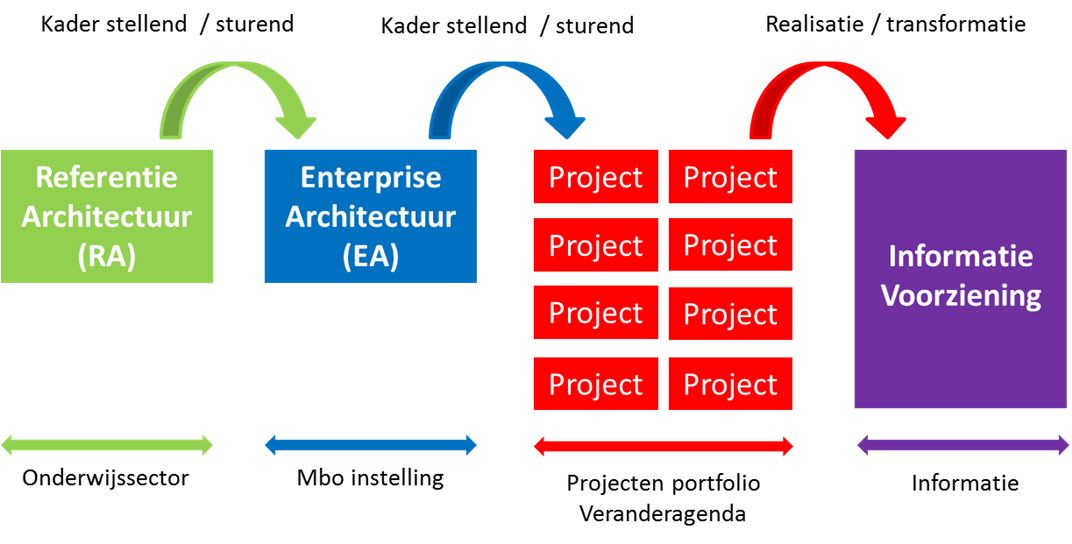 Kader stellend  / sturend
Kader stellend  / sturend
Realisatie / transformatie
Referentie
Architectuur
(RA)
Enterprise
Architectuur
(EA)
Project
Project
Project
Project
Project
Project
Project
Project
Informatie
Voorziening
Onderwijssector
Mbo instelling
Projecten portfolio
Veranderagenda
Informatie